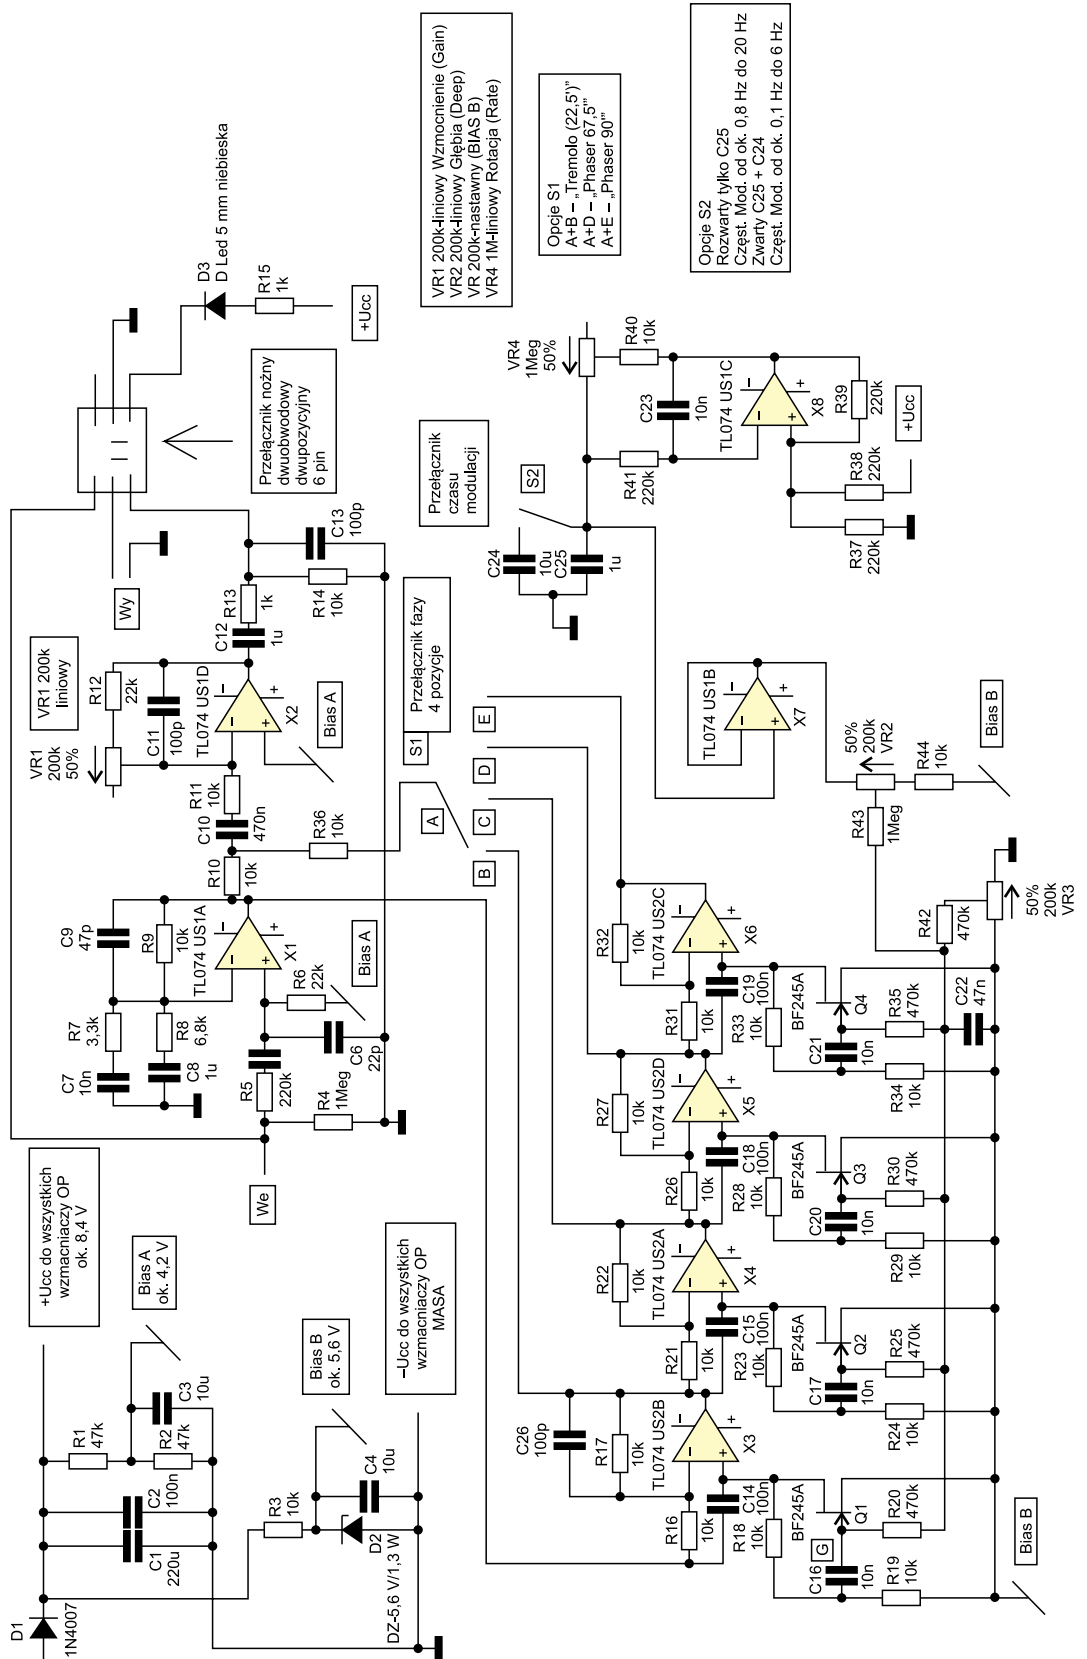 D1
1N4007
C1
220u
C2
100n
R1
47k
R2
47k
C3
10u
Bias A
ok. 4,2 V
+Ucc do wszystkich
wzmacniaczy OP
ok. 8,4 V
R3
10k
D2
DZ-5,6 V/1,3 W
C4
10u
Bias B
ok. 5,6 V
–Ucc do wszystkich
wzmacniaczy OP
MASA
We
R4
1Meg
R5
220k
C6
22p
R6
22k
Bias A
C7
10n
R7
3,3k
C8
1u
R8
6,8k
C9
47p
R9
10k
TL074 US1A
X1
R10
10k
C10
470n
R11
10k
R36
10k
VR1
200k
50%
VR1 200k
liniowy
R12
22k
C11
100p
TL074 US1D
X2
Bias A
C12
1u
R13
1k
R14
10k
C13
100p
Wy
Przełącznik nożny
dwuobwodowy
dwupozycyjny
6 pin
D3
D Led 5 mm niebieska
R15
1k
+Ucc
VR1 200k-liniowy Wzmocnienie (Gain)
VR2 200k-liniowy Głębia (Deep)
VR 200k-nastawny (BIAS B)
VR4 1M-liniowy Rotacja (Rate)
Opcje S1
A+B – „Tremolo (22,5')”
A+D – „Phaser 67,5'”
A+E – „Phaser 90'”
Opcje S2
Rozwarty tylko C25
Częst. Mod. od ok. 0,8 Hz do 20 Hz
Zwarty C25 + C24
Częst. Mod. od ok. 0,1 Hz do 6 Hz
Przełącznik fazy
4 pozycje
S1
A
B
C
D
E
Przełącznik
czasu
modulacji
S2
C24
10u
C25
1u
VR4
1Meg
50%
R40
10k
C23
10n
R41
220k
TL074 US1C
X8
R39
220k
R38
220k
R37
220k
+Ucc
TL074 US1B
X7
50%
200k
VR2
R44
10k
Bias B
R43
1Meg
R42
470k
50%
200k
VR3
C26
100p
R17
10k
TL074 US2B
X3
R16
10k
C14
100n
R18
10k
BF245A
Q1
G
C16
10n
R19
10k
R20
470k
Bias B
R22
10k
TL074 US2A
X4
R21
10k
C15
100n
R23
10k
BF245A
Q2
C17
10n
R24
10k
R25
470k
R27
10k
TL074 US2D
X5
R26
10k
C18
100n
R28
10k
BF245A
Q3
C20
10n
R29
10k
R30
470k
R32
10k
TL074 US2C
X6
R31
10k
C19
100n
R33
10k
BF245A
Q4
C21
10n
R34
10k
R35
470k
C22
47n